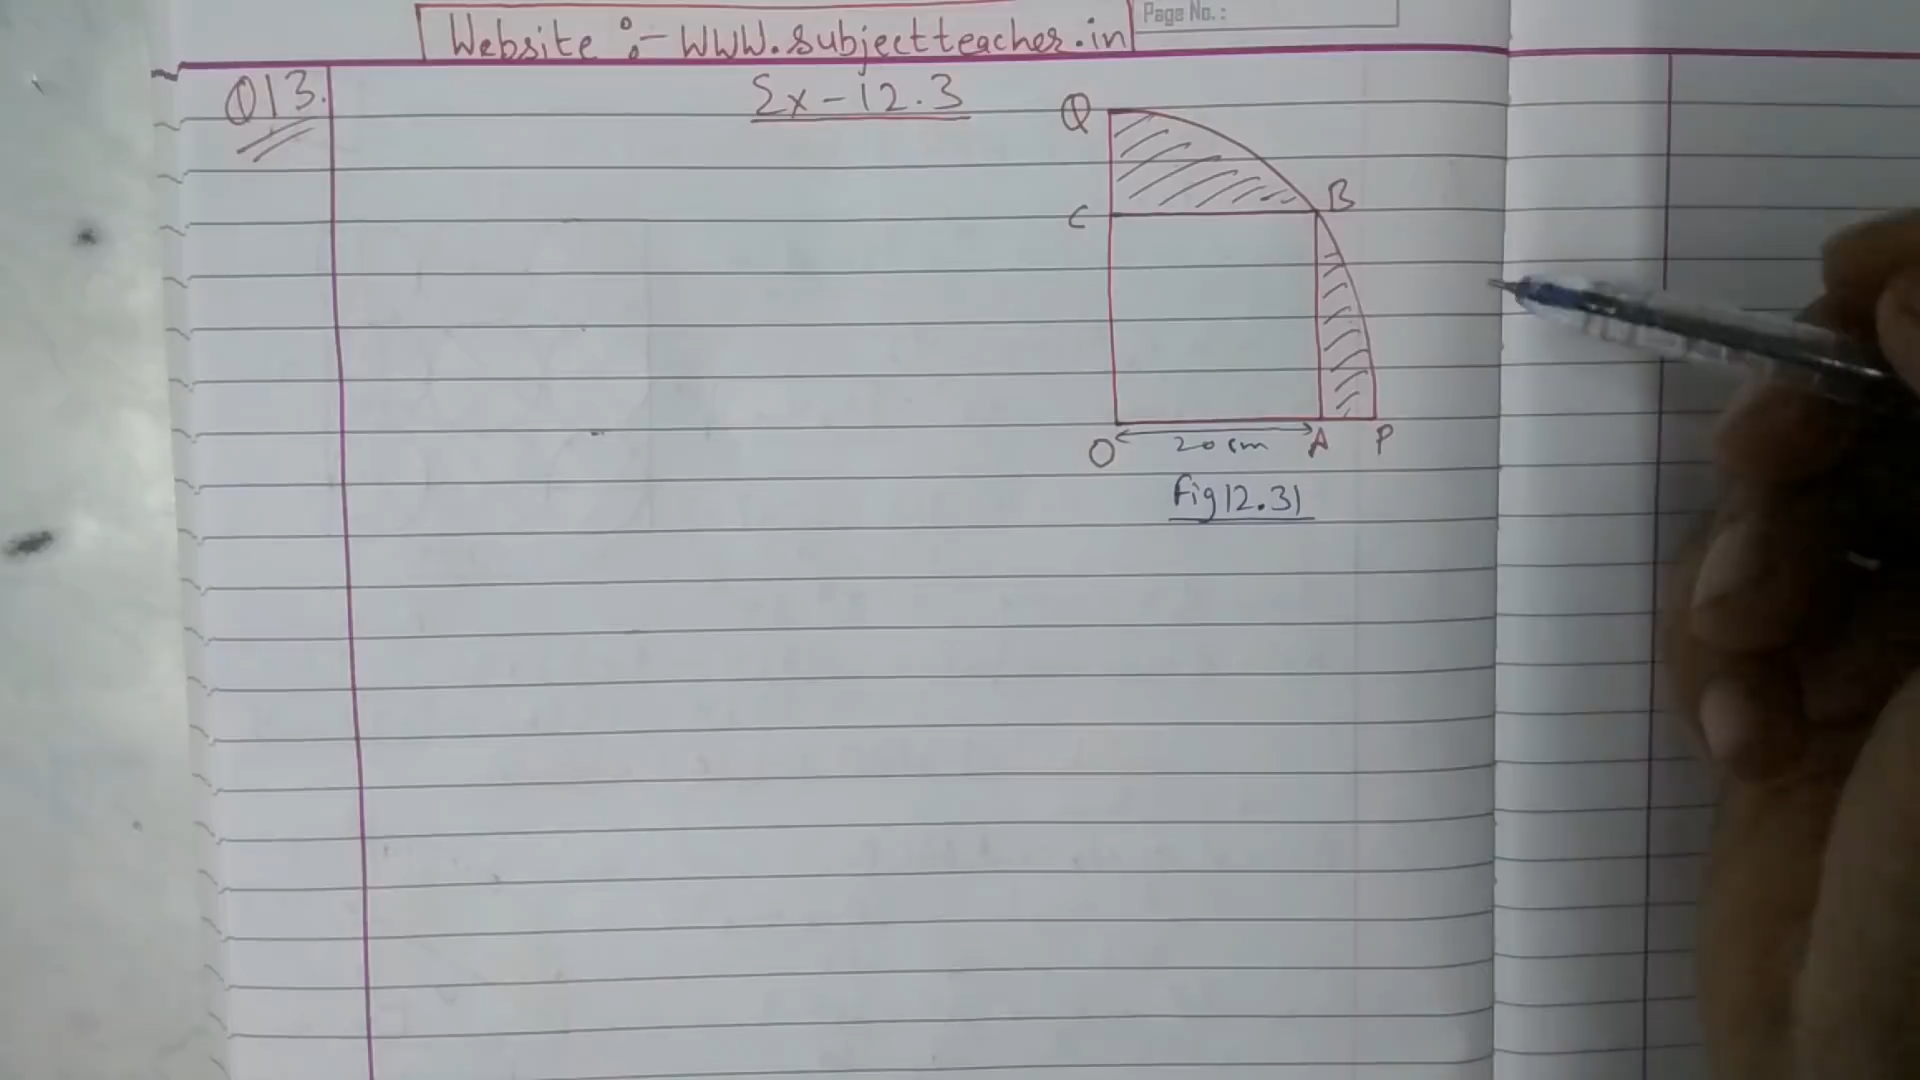 Page No.:
Website :- WWW.subjectteacher.in
Q13.
Ex-12.3
Q
B
C
O
20 cm
A
P
Fig 12.31